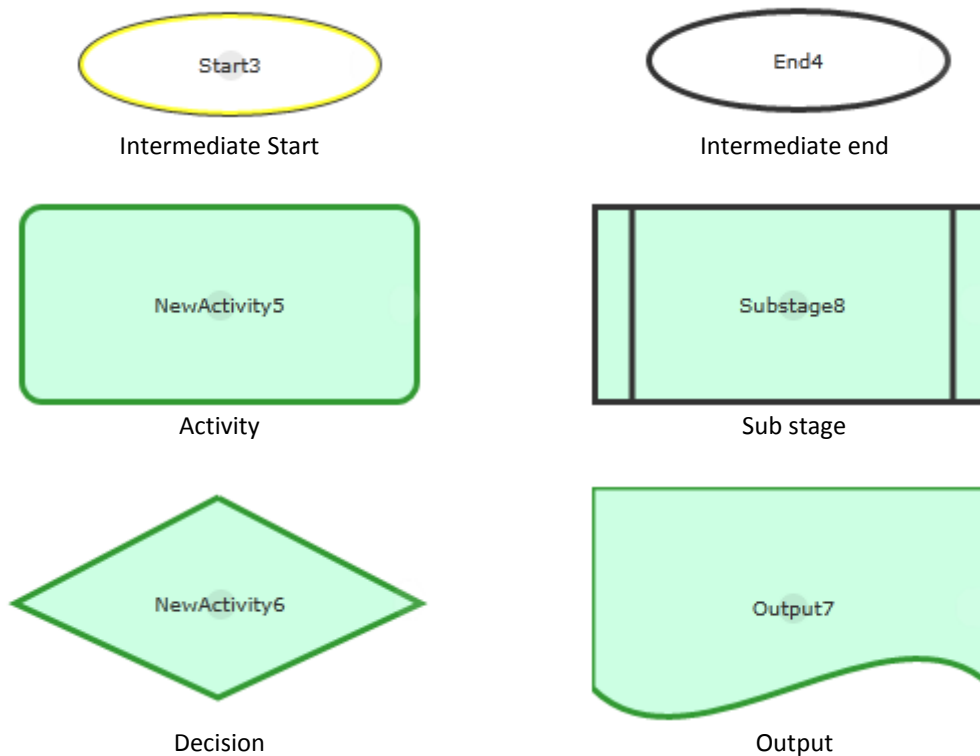 Start3
End4
Intermediate Start
Intermediate end
NewActivity5
Substage8
Activity
Sub stage
NewActivity6
Output7
Decision
Output